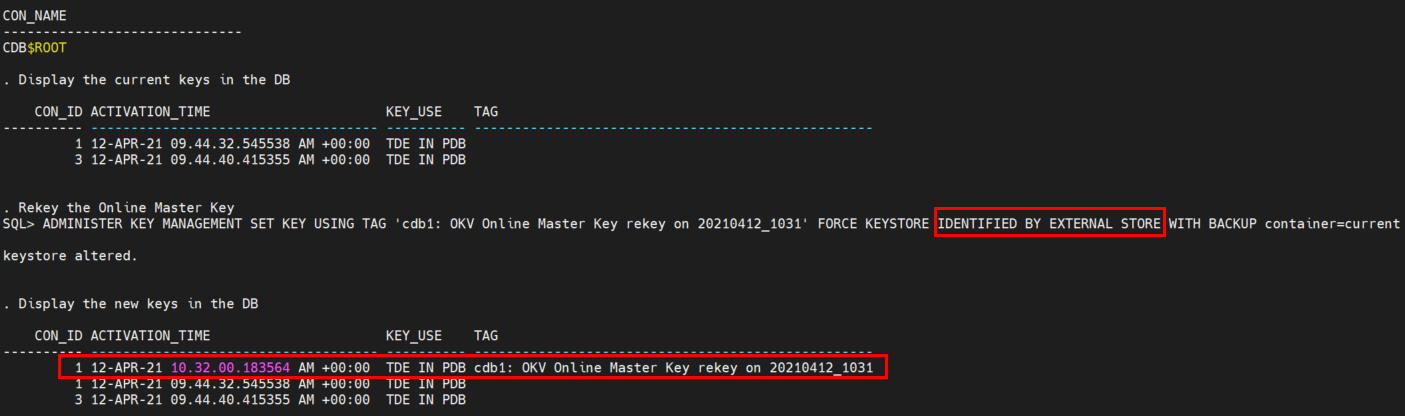 CON_NAME
------------------------------
CDB$ROOT
. Display the current keys in the DB
    CON_ID ACTIVATION_TIME                      KEY_USE    TAG
---------- ------------------------------------ ---------- --------------------------------------------------
         1 12-APR-21 09.44.32.545538 AM +00:00  TDE IN PDB
         3 12-APR-21 09.44.40.415355 AM +00:00  TDE IN PDB
. Rekey the Online Master Key
SQL> ADMINISTER KEY MANAGEMENT SET KEY USING TAG 'cdb1: OKV Online Master Key rekey on 20210412_1031' FORCE KEYSTORE IDENTIFIED BY EXTERNAL STORE WITH BACKUP container=current
keystore altered.
. Display the new keys in the DB
    CON_ID ACTIVATION_TIME                      KEY_USE    TAG
---------- ------------------------------------ ---------- --------------------------------------------------
         1 12-APR-21 10.32.00.183564 AM +00:00  TDE IN PDB cdb1: OKV Online Master Key rekey on 20210412_1031
         1 12-APR-21 09.44.32.545538 AM +00:00  TDE IN PDB
         3 12-APR-21 09.44.40.415355 AM +00:00  TDE IN PDB